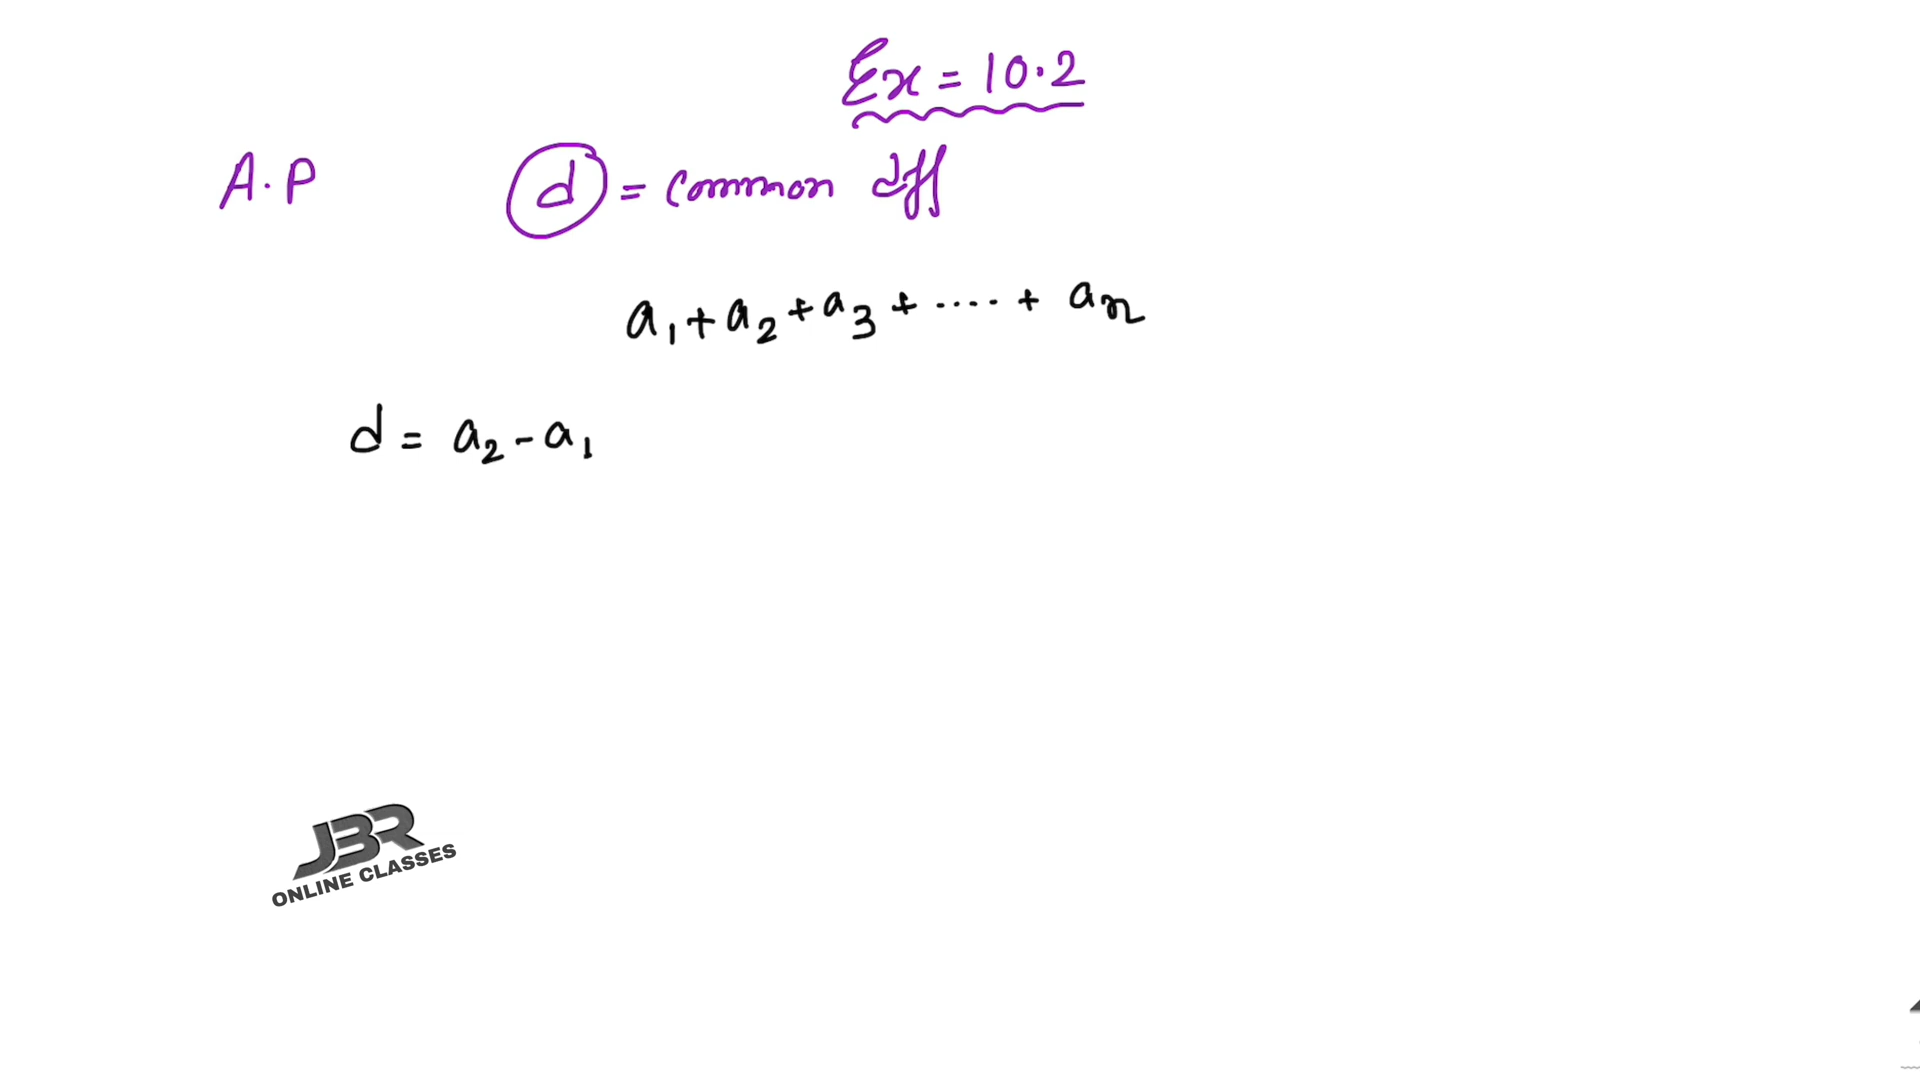 Ex = 10.2
A.P d = common diff
a₁ + a₂ + a₃ + ..... + aₙ
d = a₂ - a₁
JBR
ONLINE CLASSES